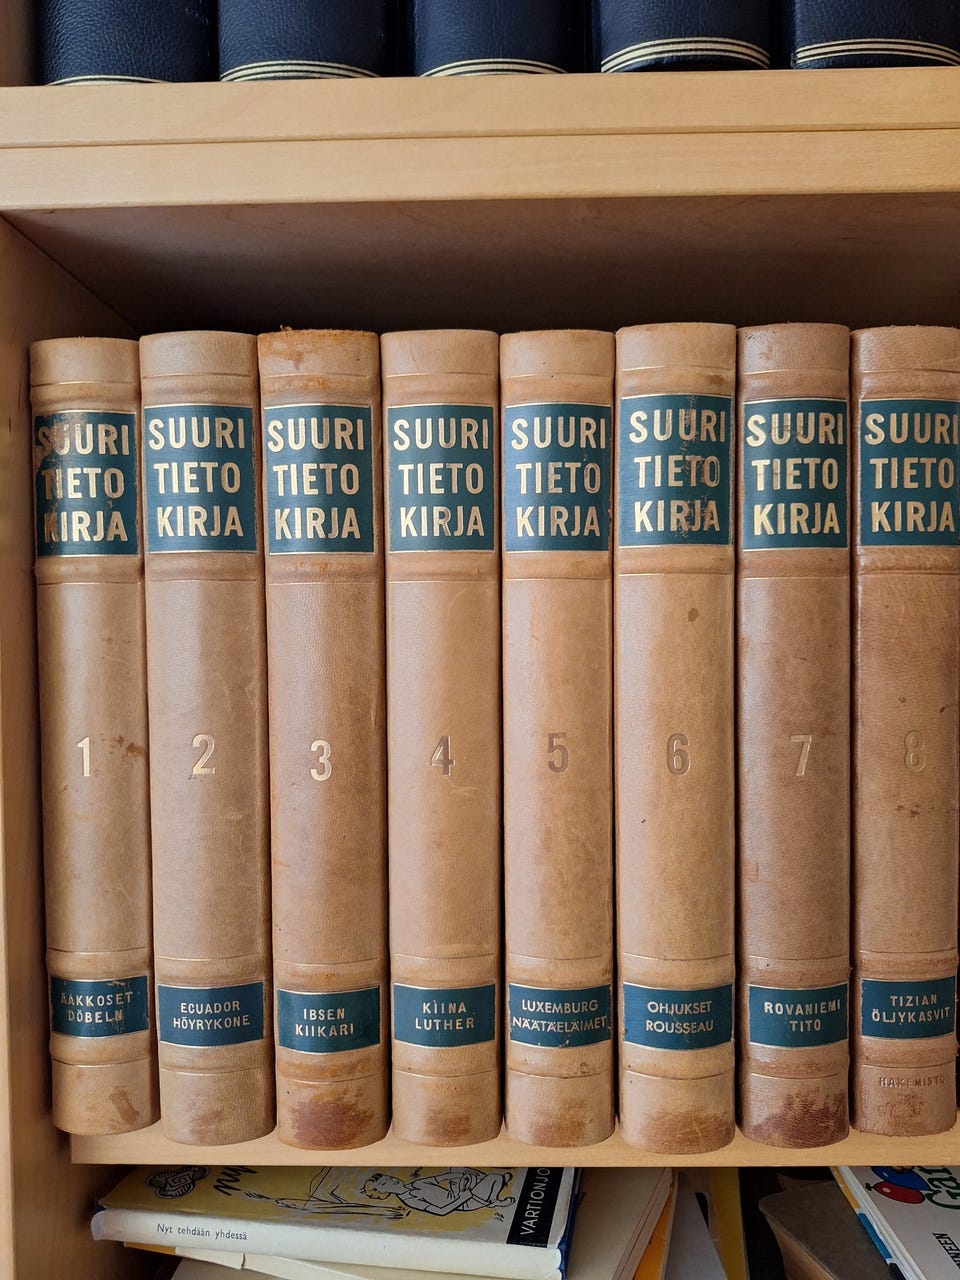 SUURI
TIETO
KIRJA
1
AAKKOSET
DÖBELN
SUURI
TIETO
KIRJA
2
ECUADOR
HÖYRYKONE
SUURI
TIETO
KIRJA
3
IBSEN
KIIKARI
SUURI
TIETO
KIRJA
4
KIINA
LUTHER
SUURI
TIETO
KIRJA
5
LUXEMBURG
NÄÄTÄELÄIMET
SUURI
TIETO
KIRJA
6
OHJUKSET
ROUSSEAU
SUURI
TIETO
KIRJA
7
ROVANIEMI
TITO
SUURI
TIETO
KIRJA
8
TIZIAN
ÖLJYKASVIT
HAKEMISTO
Nyt tehdään yhdessä
VARTIONJO